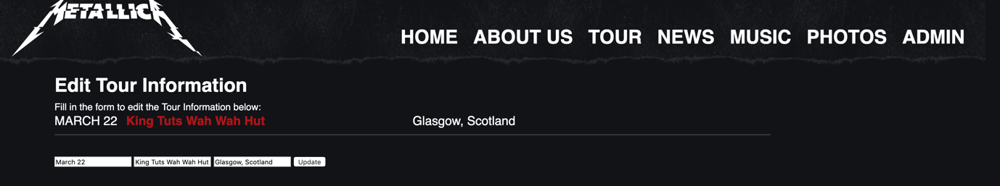 METALLICA
HOME ABOUT US TOUR NEWS MUSIC PHOTOS ADMIN
Edit Tour Information
Fill in the form to edit the Tour Information below:
MARCH 22 King Tuts Wah Wah Hut Glasgow, Scotland
March 22 King Tuts Wah Wah Hut Glasgow, Scotland Update